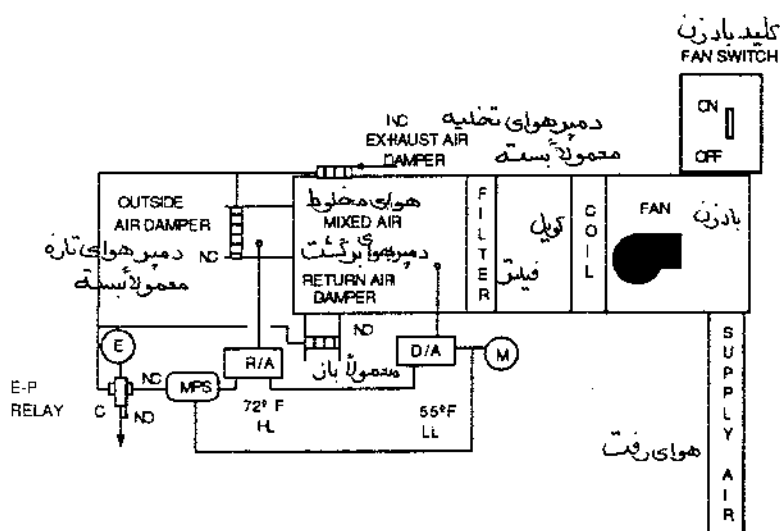 کلید بادزن
FAN SWITCH
ON
OFF
NC
EXHAUST AIR
DAMPER
دمپر هوای تخلیه
معمولاً بسته
OUTSIDE
AIR DAMPER
NC
دمپر هوای تازه
معمولاً بسته
هوای مخلوط
MIXED AIR
دمپر هوای برگشت
RETURN AIR
DAMPER
NO
معمولاً باز
FILTER
فیلتر
کویل
COIL
FAN
بادزن
E
E-P
RELAY
C
NC
NO
MPS
R/A
72° F
HL
D/A
55°F
LL
M
SUPPLY AIR
هوای رفت